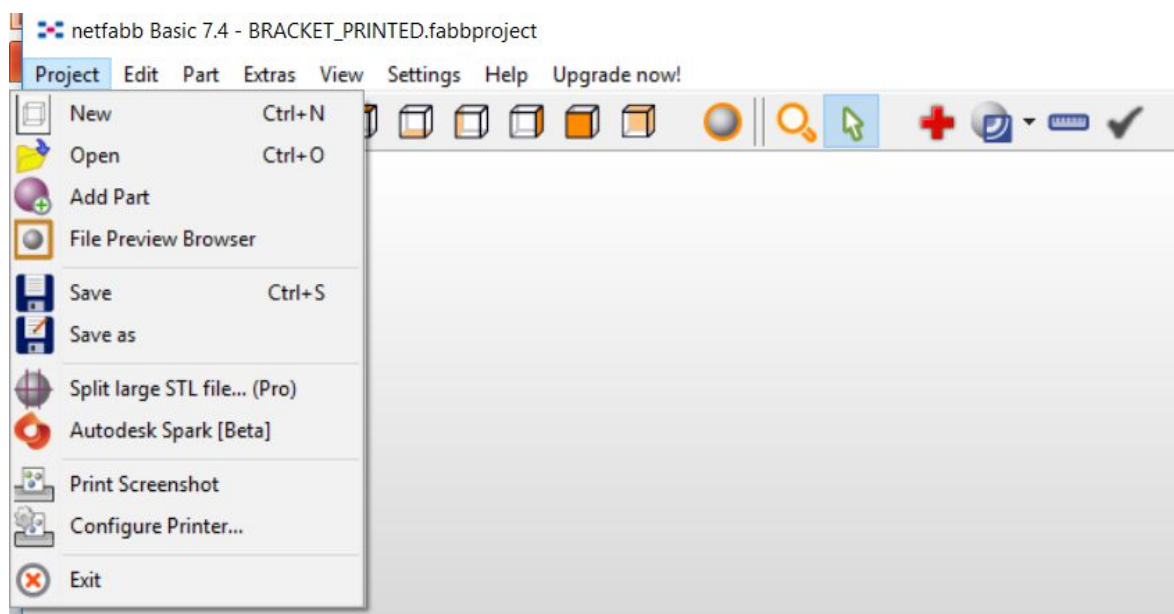 netfabb Basic 7.4 - BRACKET_PRINTED.fabbproject
Project Edit Part Extras View Settings Help Upgrade now!
New Ctrl+N
Open Ctrl+O
Add Part
File Preview Browser
Save Ctrl+S
Save as
Split large STL file... (Pro)
Autodesk Spark [Beta]
Print Screenshot
Configure Printer...
Exit